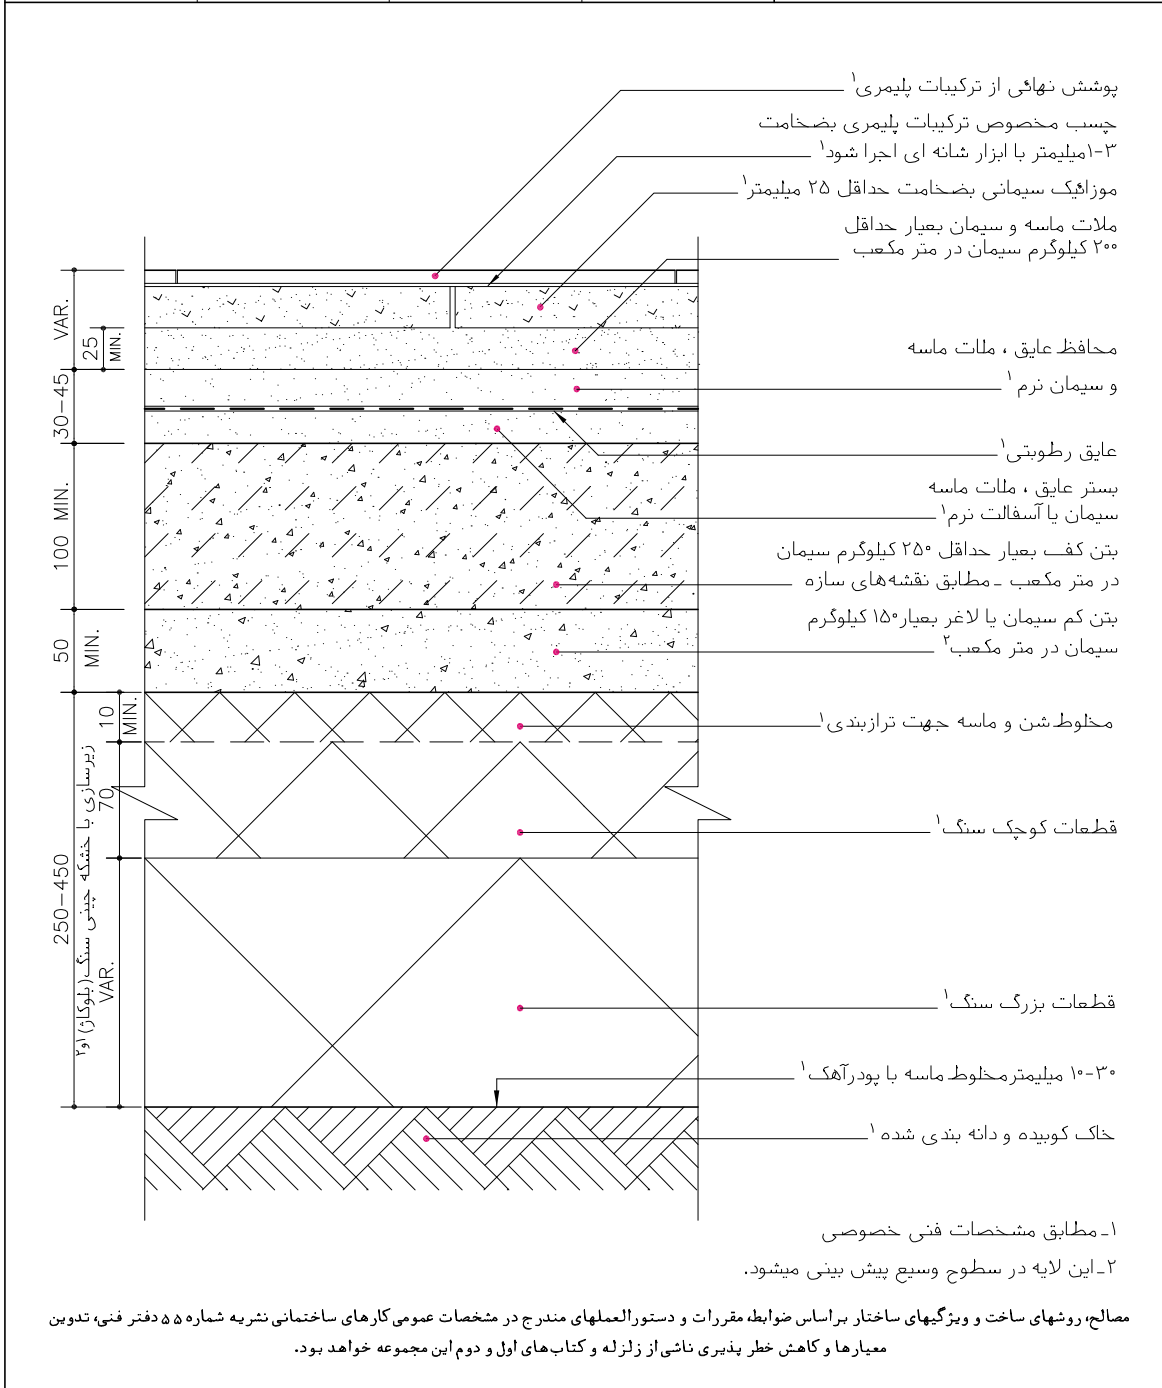 پوشش نهائی از ترکیبات پلیمری۱
چسب مخصوص ترکیبات پلیمری بضخامت
۱-۳میلیمتر با ابزار شانه ای اجرا شود۱
موزائیک سیمانی بضخامت حداقل ۲۵ میلیمتر۱
ملات ماسه و سیمان بعیار حداقل
۲۰۰ کیلوگرم سیمان در متر مکعب
محافظ عایق ، ملات ماسه
و سیمان نرم۱
عایق رطوبتی۱
بستر عایق ، ملات ماسه
سیمان یا آسفالت نرم۱
بتن کف بعیار حداقل ۲۵۰ کیلوگرم سیمان
در متر مکعب ـ مطابق نقشه‌های سازه
بتن کم سیمان یا لاغر بعیار۱۵۰ کیلوگرم
سیمان در متر مکعب۲
مخلوط شن و ماسه جهت ترازبندی۱
قطعات کوچک سنگ۱
قطعات بزرگ سنگ۱
۱۰-۳۰ میلیمترمخلوط ماسه با پودرآهک۱
خاک کوبیده و دانه بندی شده۱
VAR.
25
MIN.
30-45
100 MIN.
50
MIN.
10
MIN.
70
250-450
زیرسازی با خشکه چینی سنگ(بلوکاژ)۱و۲
VAR.
۱ـ مطابق مشخصات فنی خصوصی
۲ـ این لایه در سطوح وسیع پیش بینی میشود.
مصالح، روشهای ساخت و ویژگیهای ساختار براساس ضوابط، مقررات و دستورالعملهای مندرج در مشخصات عمومی کارهای ساختمانی نشریه شماره ۵۵ دفتر فنی، تدوین
معیارها و کاهش خطر پذیری ناشی از زلزله و کتاب‌های اول و دوم این مجموعه خواهد بود.